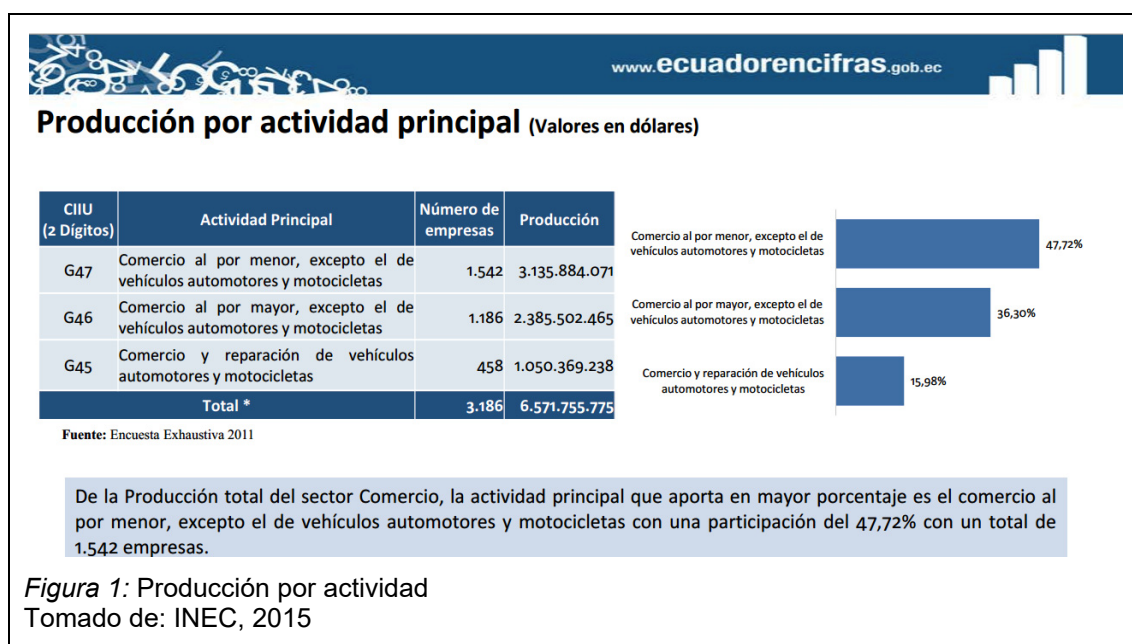 www.ecuadorencifras.gob.ec
Producción por actividad principal (Valores en dólares)
CIIU
(2 Dígitos)
Actividad Principal
Número de
empresas
Producción
G47
Comercio al por menor, excepto el de
vehículos automotores y motocicletas
1.542
3.135.884.071
G46
Comercio al por mayor, excepto el de
vehículos automotores y motocicletas
1.186
2.385.502.465
G45
Comercio y reparación de vehículos
automotores y motocicletas
458
1.050.369.238
Total *
3.186
6.571.755.775
Fuente: Encuesta Exhaustiva 2011
Comercio al por menor, excepto el de
vehículos automotores y motocicletas
47,72%
Comercio al por mayor, excepto el de
vehículos automotores y motocicletas
36,30%
Comercio y reparación de vehículos
automotores y motocicletas
15,98%
De la Producción total del sector Comercio, la actividad principal que aporta en mayor porcentaje es el comercio al
por menor, excepto el de vehículos automotores y motocicletas con una participación del 47,72% con un total de
1.542 empresas.
Figura 1: Producción por actividad
Tomado de: INEC, 2015